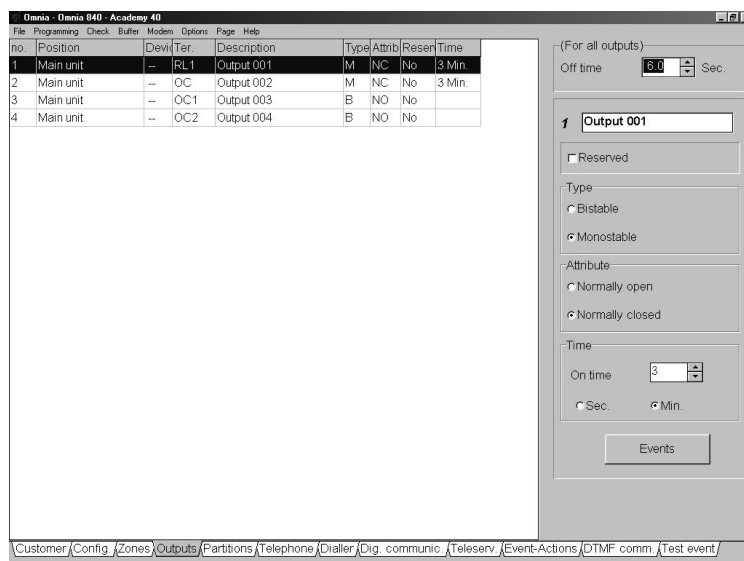 Omnia - Omnia 840 - Academy 40
File Programming Check Buffer Modem Options Page Help
no. Position Devic Ter. Description Type Attrib Reser Time
1 Main unit -- RL1 Output 001 M NC No 3 Min.
2 Main unit -- OC Output 002 M NC No 3 Min.
3 Main unit -- OC1 Output 003 B NO No
4 Main unit -- OC2 Output 004 B NO No
(For all outputs)
Off time 6.0 Sec.
1 Output 001
Reserved
Type
Bistable
Monostable
Attribute
Normally open
Normally closed
Time
On time 3
Sec. Min.
Events
Customer Config. Zones Outputs Partitions Telephone Dialler Dig. communic. Teleserv. Event-Actions DTMF comm. Test event